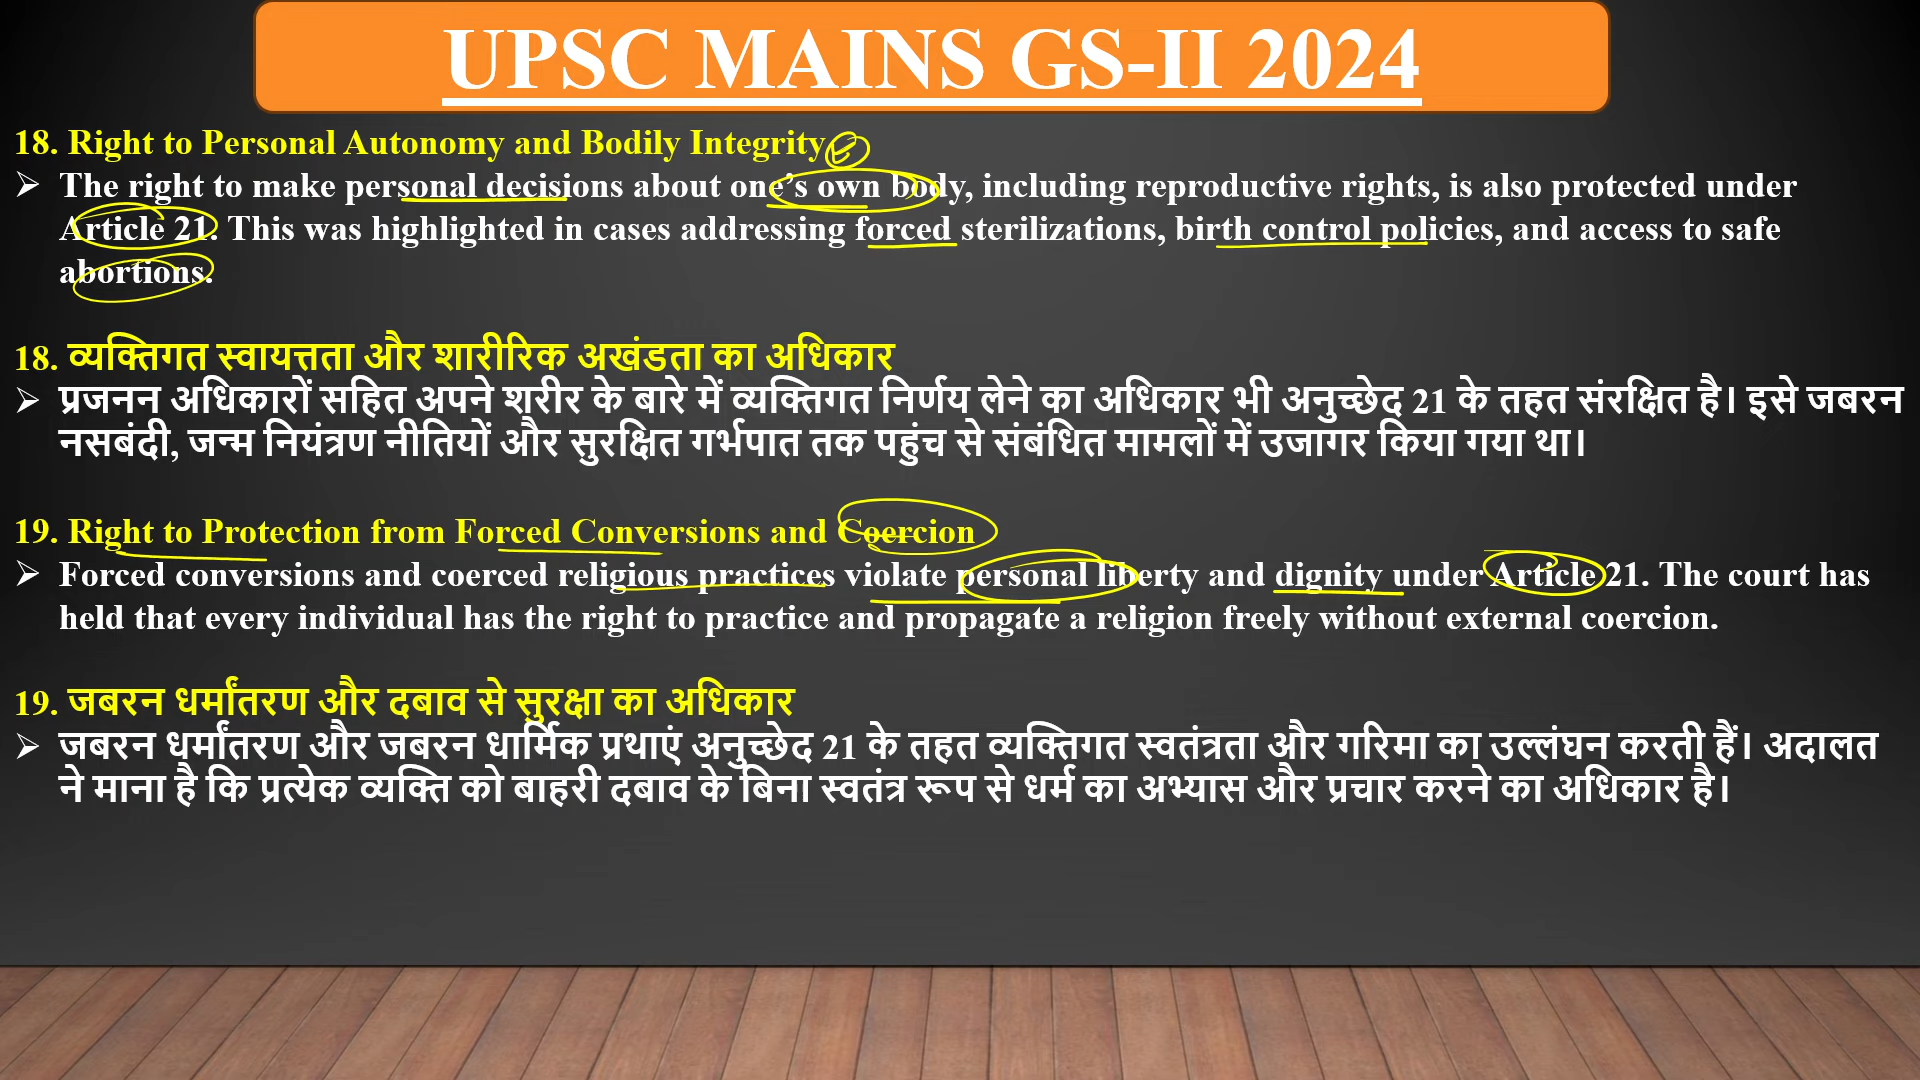 UPSC MAINS GS-II 2024
18. Right to Personal Autonomy and Bodily Integrity
➢ The right to make personal decisions about one’s own body, including reproductive rights, is also protected under
Article 21. This was highlighted in cases addressing forced sterilizations, birth control policies, and access to safe
abortions.
18. व्यक्तिगत स्वायत्तता और शारीरिक अखंडता का अधिकार
➢ प्रजनन अधिकारों सहित अपने शरीर के बारे में व्यक्तिगत निर्णय लेने का अधिकार भी अनुच्छेद 21 के तहत संरक्षित है। इसे जबरन
नसबंदी, जन्म नियंत्रण नीतियों और सुरक्षित गर्भपात तक पहुंच से संबंधित मामलों में उजागर किया गया था।
19. Right to Protection from Forced Conversions and Coercion
➢ Forced conversions and coerced religious practices violate personal liberty and dignity under Article 21. The court has
held that every individual has the right to practice and propagate a religion freely without external coercion.
19. जबरन धर्मांतरण और दबाव से सुरक्षा का अधिकार
➢ जबरन धर्मांतरण और जबरन धार्मिक प्रथाएं अनुच्छेद 21 के तहत व्यक्तिगत स्वतंत्रता और गरिमा का उल्लंघन करती हैं। अदालत
ने माना है कि प्रत्येक व्यक्ति को बाहरी दबाव के बिना स्वतंत्र रूप से धर्म का अभ्यास और प्रचार करने का अधिकार है।